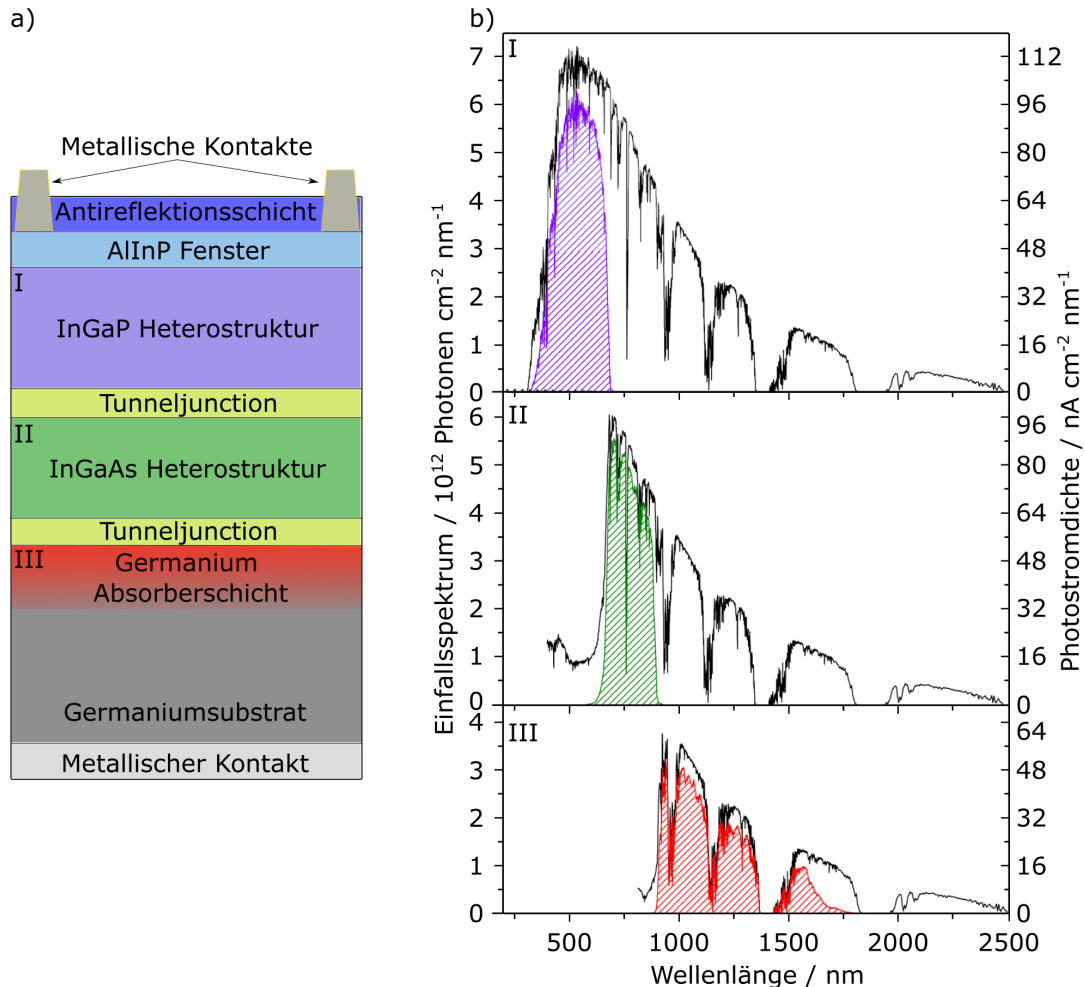 a)
Metallische Kontakte
Antireflektionsschicht
AlInP Fenster
I
InGaP Heterostruktur
Tunneljunction
II
InGaAs Heterostruktur
Tunneljunction
III
Germanium
Absorberschicht
Germaniumsubstrat
Metallischer Kontakt
b)
I
7
6
5
4
3
2
1
0
112
96
80
64
48
32
16
0
II
6
5
4
3
2
1
0
96
80
64
48
32
16
0
III
4
3
2
1
0
64
48
32
16
0
Einfallsspektrum / 10¹² Photonen cm⁻² nm⁻¹
Photostromdichte / nA cm⁻² nm⁻¹
500
1000
1500
2000
2500
Wellenlänge / nm